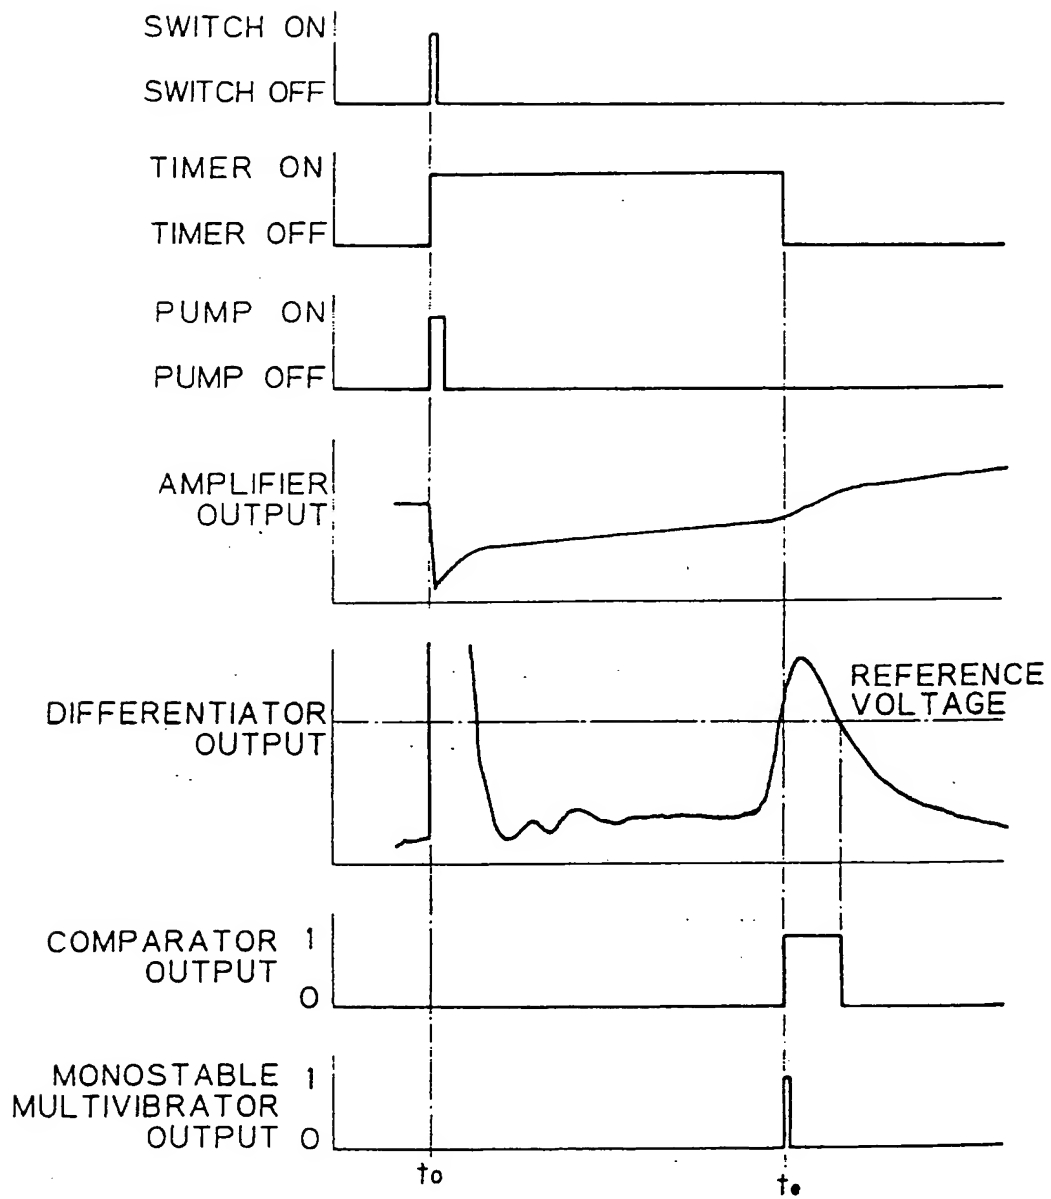 SWITCH ON
SWITCH OFF
TIMER ON
TIMER OFF
PUMP ON
PUMP OFF
AMPLIFIER
OUTPUT
REFERENCE
VOLTAGE
DIFFERENTIATOR
OUTPUT
COMPARATOR 1
OUTPUT
0
MONOSTABLE 1
MULTIVIBRATOR
OUTPUT 0
to
te